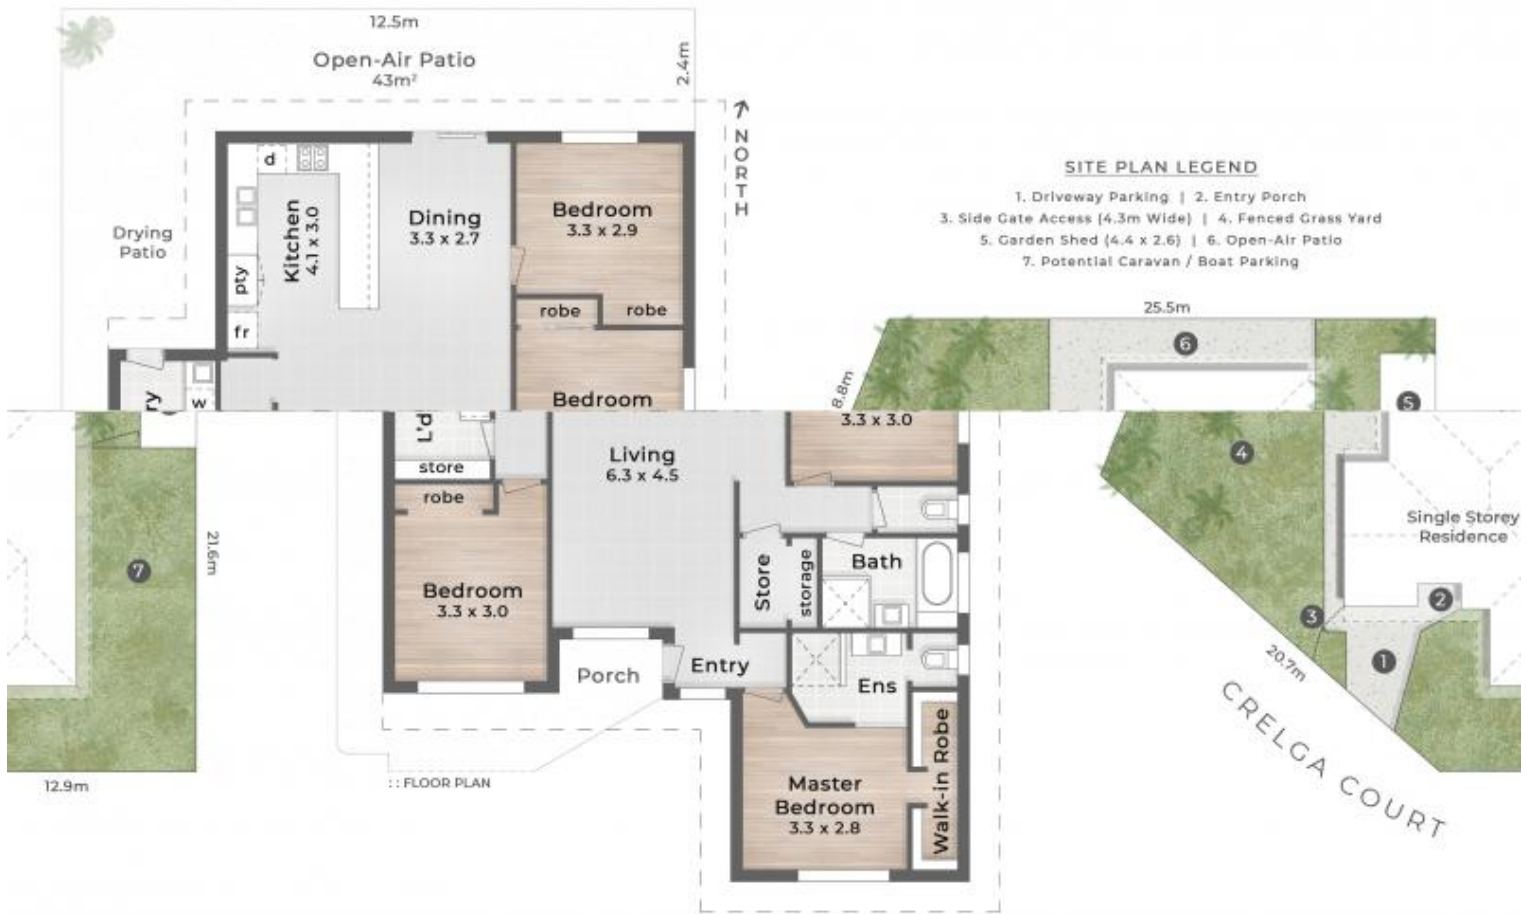 12.5m
Open-Air Patio
43m²
2.4m
NORTH
SITE PLAN LEGEND
1. Driveway Parking | 2. Entry Porch
3. Side Gate Access (4.3m Wide) | 4. Fenced Grass Yard
5. Garden Shed (4.4 x 2.6) | 6. Open-Air Patio
7. Potential Caravan / Boat Parking
Drying
Patio
d
Kitchen
4.1 x 3.0
pty
fr
Dining
3.3 x 2.7
Bedroom
3.3 x 2.9
robe
robe
Bedroom
ry
w
25.5m
6
8.8m
5
L'd
store
robe
Living
6.3 x 4.5
3.3 x 3.0
4
Single Storey
Residence
21.6m
7
Bedroom
3.3 x 3.0
Store
storage
Bath
Porch
Entry
Ens
2
3
1
20.7m
CRELGA COURT
12.9m
:: FLOOR PLAN
Master
Bedroom
3.3 x 2.8
Walk-in Robe